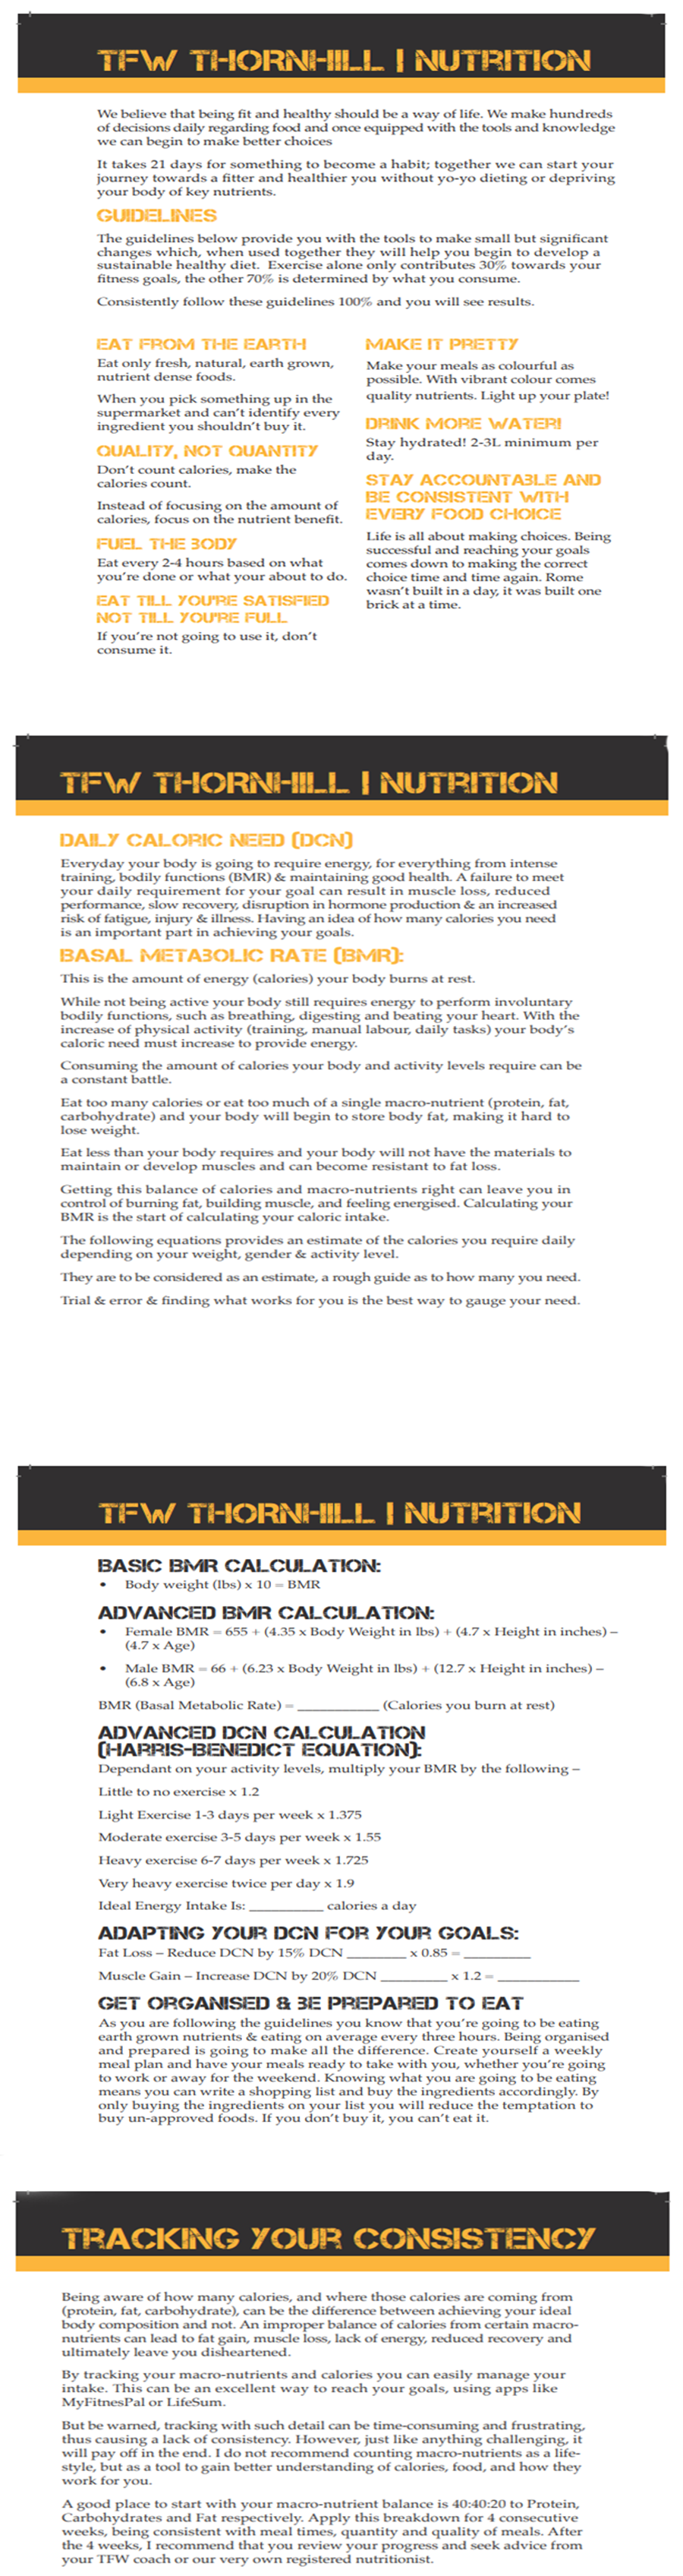 TFW THORNHILL | NUTRITION
We believe that being fit and healthy should be a way of life. We make hundreds
of decisions daily regarding food and once equipped with the tools and knowledge
we can begin to make better choices
It takes 21 days for something to become a habit; together we can start your
journey towards a fitter and healthier you without yo-yo dieting or depriving
your body of key nutrients.
GUIDELINES
The guidelines below provide you with the tools to make small but significant
changes which, when used together they will help you begin to develop a
sustainable healthy diet. Exercise alone only contributes 30% towards your
fitness goals, the other 70% is determined by what you consume.
Consistently follow these guidelines 100% and you will see results.
EAT FROM THE EARTH
Eat only fresh, natural, earth grown,
nutrient dense foods.
When you pick something up in the
supermarket and can't identify every
ingredient you shouldn't buy it.
QUALITY, NOT QUANTITY
Don't count calories, make the
calories count.
Instead of focusing on the amount of
calories, focus on the nutrient benefit.
FUEL THE BODY
Eat every 2-4 hours based on what
you're done or what your about to do.
EAT TILL YOU'RE SATISFIED
NOT TILL YOU'RE FULL
If you're not going to use it, don't
consume it.
MAKE IT PRETTY
Make your meals as colourful as
possible. With vibrant colour comes
quality nutrients. Light up your plate!
DRINK MORE WATER!
Stay hydrated! 2-3L minimum per
day.
STAY ACCOUNTABLE AND
BE CONSISTENT WITH
EVERY FOOD CHOICE
Life is all about making choices. Being
successful and reaching your goals
comes down to making the correct
choice time and time again. Rome
wasn't built in a day, it was built one
brick at a time.
TFW THORNHILL | NUTRITION
DAILY CALORIC NEED (DCN)
Everyday your body is going to require energy, for everything from intense
training, bodily functions (BMR) & maintaining good health. A failure to meet
your daily requirement for your goal can result in muscle loss, reduced
performance, slow recovery, disruption in hormone production & an increased
risk of fatigue, injury & illness. Having an idea of how many calories you need
is an important part in achieving your goals.
BASAL METABOLIC RATE (BMR):
This is the amount of energy (calories) your body burns at rest.
While not being active your body still requires energy to perform involuntary
bodily functions, such as breathing, digesting and beating your heart. With the
increase of physical activity (training, manual labour, daily tasks) your body's
caloric need must increase to provide energy.
Consuming the amount of calories your body and activity levels require can be
a constant battle.
Eat too many calories or eat too much of a single macro-nutrient (protein, fat,
carbohydrate) and your body will begin to store body fat, making it hard to
lose weight.
Eat less than your body requires and your body will not have the materials to
maintain or develop muscles and can become resistant to fat loss.
Getting this balance of calories and macro-nutrients right can leave you in
control of burning fat, building muscle, and feeling energised. Calculating your
BMR is the start of calculating your caloric intake.
The following equations provides an estimate of the calories you require daily
depending on your weight, gender & activity level.
They are to be considered as an estimate, a rough guide as to how many you need.
Trial & error & finding what works for you is the best way to gauge your need.
TFW THORNHILL | NUTRITION
BASIC BMR CALCULATION:
• Body weight (lbs) x 10 = BMR
ADVANCED BMR CALCULATION:
• Female BMR = 655 + (4.35 x Body Weight in lbs) + (4.7 x Height in inches) –
(4.7 x Age)
• Male BMR = 66 + (6.23 x Body Weight in lbs) + (12.7 x Height in inches) –
(6.8 x Age)
BMR (Basal Metabolic Rate) = ____________ (Calories you burn at rest)
ADVANCED DCN CALCULATION
(HARRIS-BENEDICT EQUATION):
Dependant on your activity levels, multiply your BMR by the following –
Little to no exercise x 1.2
Light Exercise 1-3 days per week x 1.375
Moderate exercise 3-5 days per week x 1.55
Heavy exercise 6-7 days per week x 1.725
Very heavy exercise twice per day x 1.9
Ideal Energy Intake Is: ___________ calories a day
ADAPTING YOUR DCN FOR YOUR GOALS:
Fat Loss – Reduce DCN by 15% DCN _________ x 0.85 = __________
Muscle Gain – Increase DCN by 20% DCN __________ x 1.2 = ____________
GET ORGANISED & BE PREPARED TO EAT
As you are following the guidelines you know that you're going to be eating
earth grown nutrients & eating on average every three hours. Being organised
and prepared is going to make all the difference. Create yourself a weekly
meal plan and have your meals ready to take with you, whether you're going
to work or away for the weekend. Knowing what you are going to be eating
means you can write a shopping list and buy the ingredients accordingly. By
only buying the ingredients on your list you will reduce the temptation to
buy un-approved foods. If you don't buy it, you can't eat it.
TRACKING YOUR CONSISTENCY
Being aware of how many calories, and where those calories are coming from
(protein, fat, carbohydrate), can be the difference between achieving your ideal
body composition and not. An improper balance of calories from certain macro-
nutrients can lead to fat gain, muscle loss, lack of energy, reduced recovery and
ultimately leave you disheartened.
By tracking your macro-nutrients and calories you can easily manage your
intake. This can be an excellent way to reach your goals, using apps like
MyFitnesPal or LifeSum.
But be warned, tracking with such detail can be time-consuming and frustrating,
thus causing a lack of consistency. However, just like anything challenging, it
will pay off in the end. I do not recommend counting macro-nutrients as a life-
style, but as a tool to gain better understanding of calories, food, and how they
work for you.
A good place to start with your macro-nutrient balance is 40:40:20 to Protein,
Carbohydrates and Fat respectively. Apply this breakdown for 4 consecutive
weeks, being consistent with meal times, quantity and quality of meals. After
the 4 weeks, I recommend that you review your progress and seek advice from
your TFW coach or our very own registered nutritionist.